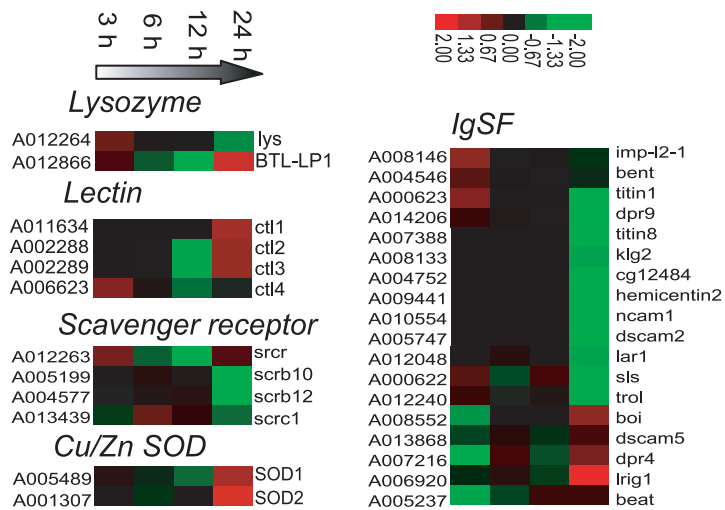 3 h 6 h 12 h 24 h
2.00 1.33 0.67 0.00 -0.67 -1.33 -2.00
Lysozyme
A012264 lys
A012866 BTL-LP1
Lectin
A011634 ctl1
A002288 ctl2
A002289 ctl3
A006623 ctl4
Scavenger receptor
A012263 srcr
A005199 scrb10
A004577 scrb12
A013439 scrc1
Cu/Zn SOD
A005489 SOD1
A001307 SOD2
IgSF
A008146 imp-l2-1
A004546 bent
A000623 titin1
A014206 dpr9
A007388 titin8
A008133 klg2
A004752 cg12484
A009441 hemicentin2
A010554 ncam1
A005747 dscam2
A012048 lar1
A000622 sls
A012240 trol
A008552 boi
A013868 dscam5
A007216 dpr4
A006920 lrig1
A005237 beat